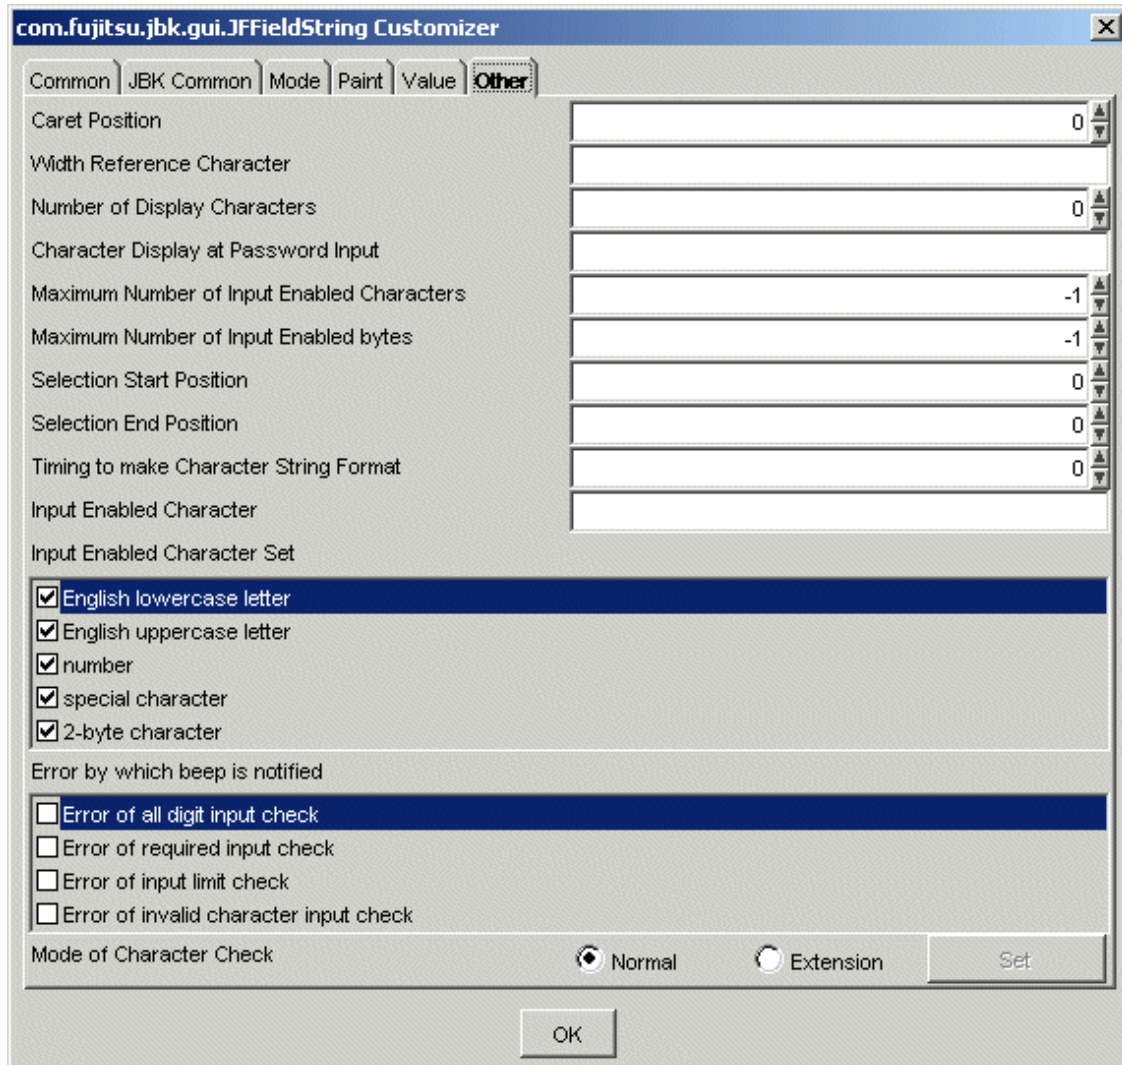 com.fujitsu.jbk.gui.JFFieldString Customizer
Common JBK Common Mode Paint Value Other
Caret Position 0
Width Reference Character
Number of Display Characters 0
Character Display at Password Input
Maximum Number of Input Enabled Characters -1
Maximum Number of Input Enabled bytes -1
Selection Start Position 0
Selection End Position 0
Timing to make Character String Format 0
Input Enabled Character
Input Enabled Character Set
English lowercase letter
English uppercase letter
number
special character
2-byte character
Error by which beep is notified
Error of all digit input check
Error of required input check
Error of input limit check
Error of invalid character input check
Mode of Character Check Normal Extension Set
OK